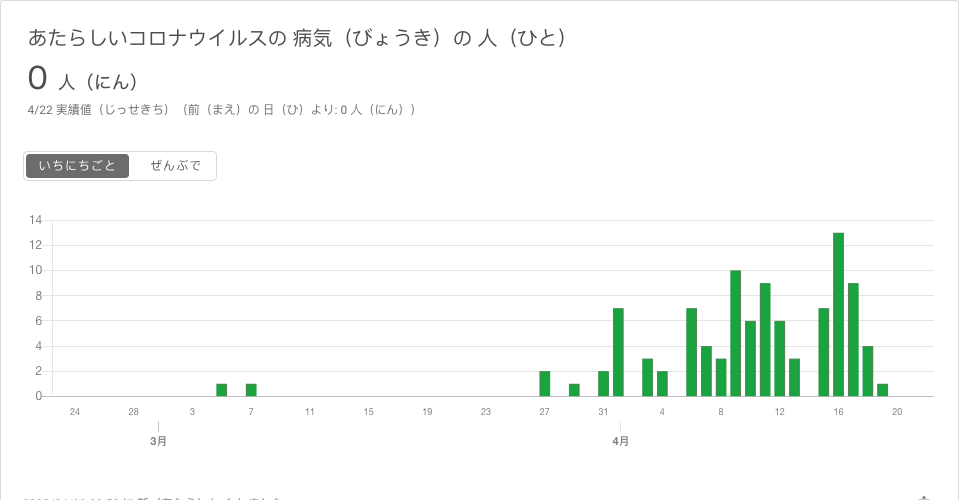 あたらしいコロナウイルスの 病気（びょうき）の 人（ひと）
0 人（にん）
4/22 実績値（じっせきち）（前（まえ）の 日（ひ）より: 0 人（にん））
いちにちごと ぜんぶで
14
12
10
8
6
4
2
0
24 28 3 7 11 15 19 23 27 31 4 8 12 16 20
3月 4月